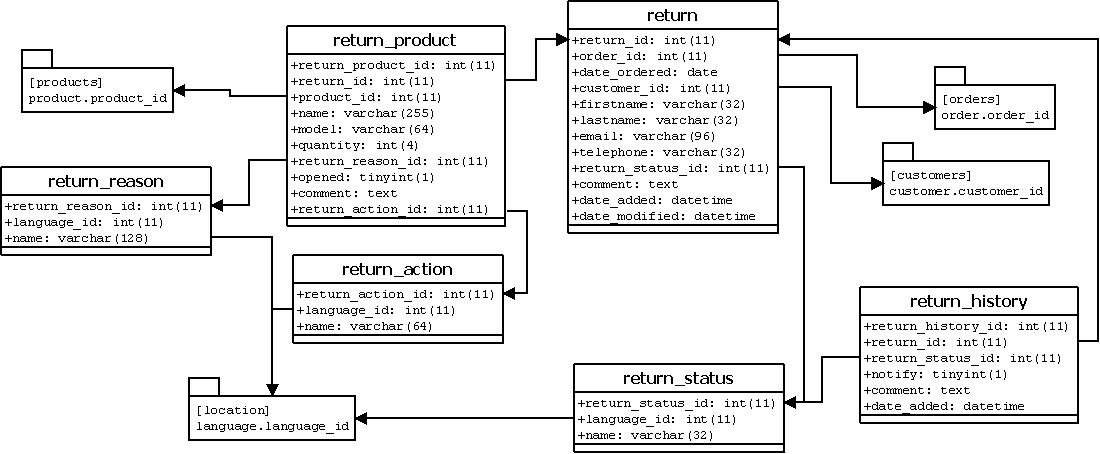 return_product
+return_product_id: int(11)
+return_id: int(11)
+product_id: int(11)
+name: varchar(255)
+model: varchar(64)
+quantity: int(4)
+return_reason_id: int(11)
+opened: tinyint(1)
+comment: text
+return_action_id: int(11)
return
+return_id: int(11)
+order_id: int(11)
+date_ordered: date
+customer_id: int(11)
+firstname: varchar(32)
+lastname: varchar(32)
+email: varchar(96)
+telephone: varchar(32)
+return_status_id: int(11)
+comment: text
+date_added: datetime
+date_modified: datetime
[products]
product.product_id
[orders]
order.order_id
[customers]
customer.customer_id
return_reason
+return_reason_id: int(11)
+language_id: int(11)
+name: varchar(128)
return_action
+return_action_id: int(11)
+language_id: int(11)
+name: varchar(64)
return_history
+return_history_id: int(11)
+return_id: int(11)
+return_status_id: int(11)
+notify: tinyint(1)
+comment: text
+date_added: datetime
return_status
+return_status_id: int(11)
+language_id: int(11)
+name: varchar(32)
[location]
language.language_id